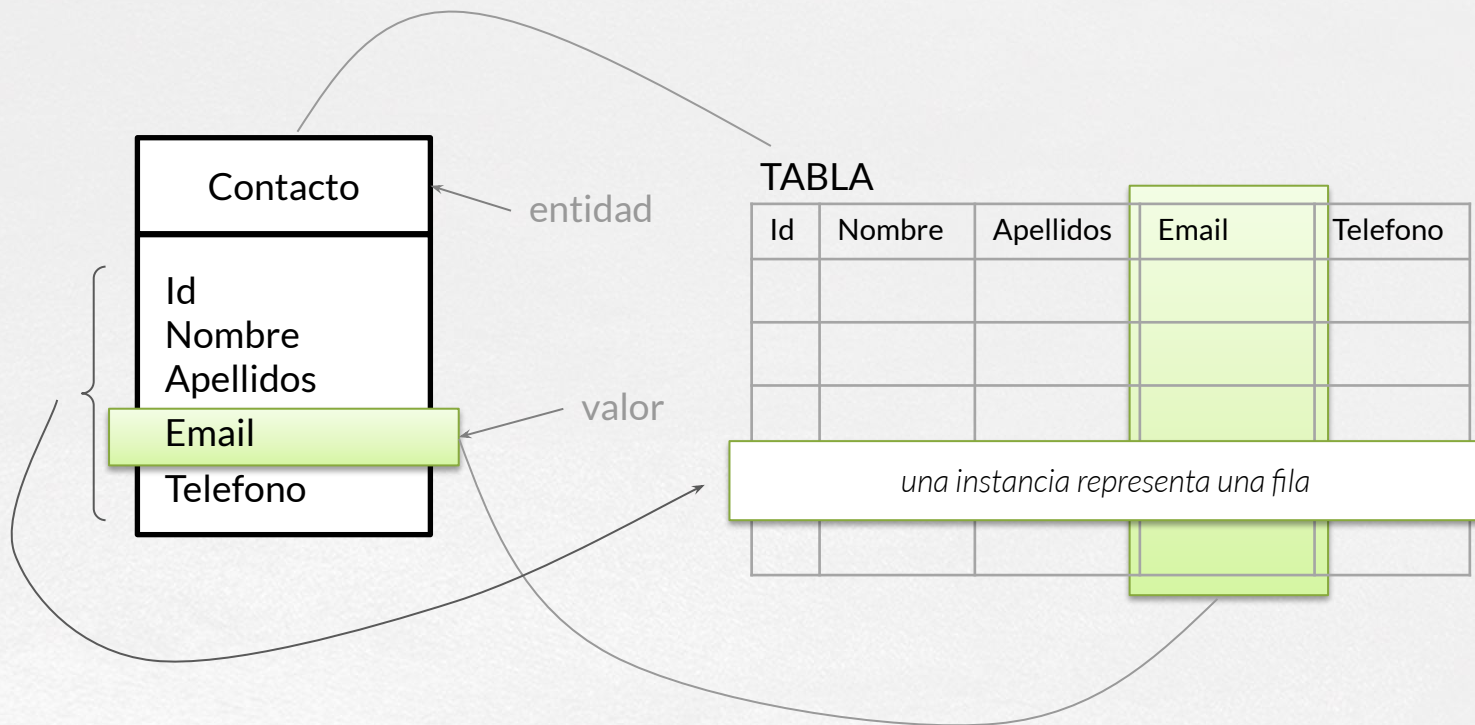 Contacto
entidad
Id
Nombre
Apellidos
Email
Telefono
valor
TABLA
Id Nombre Apellidos Email Telefono
una instancia representa una fila